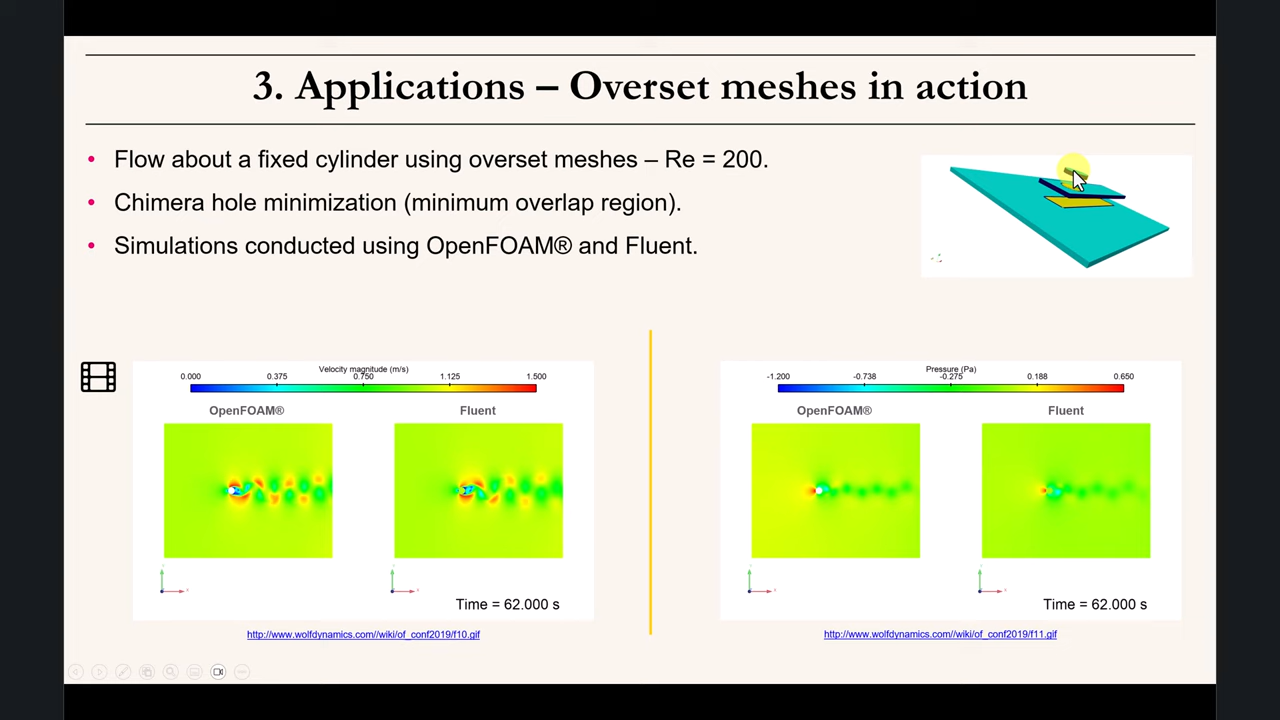 3. Applications – Overset meshes in action
• Flow about a fixed cylinder using overset meshes – Re = 200.
• Chimera hole minimization (minimum overlap region).
• Simulations conducted using OpenFOAM® and Fluent.
Velocity magnitude (m/s)
0.000 0.375 0.750 1.125 1.500
OpenFOAM® Fluent
Time = 62.000 s
http://www.wolfdynamics.com//wiki/of_conf2019/f10.gif
Pressure (Pa)
-1.200 -0.738 -0.275 0.188 0.650
OpenFOAM® Fluent
Time = 62.000 s
http://www.wolfdynamics.com//wiki/of_conf2019/f11.gif